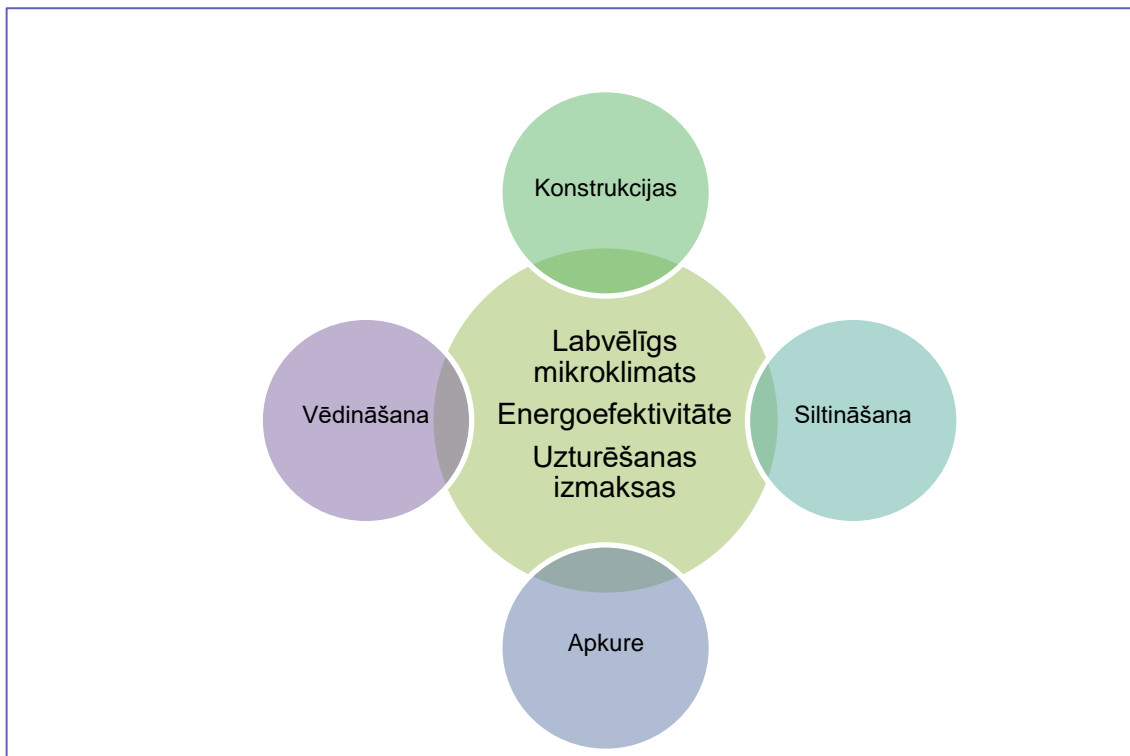 Konstrukcijas
Labvēlīgs
mikroklimats
Energoefektivitāte
Uzturēšanas
izmaksas
Vēdināšana
Siltināšana
Apkure